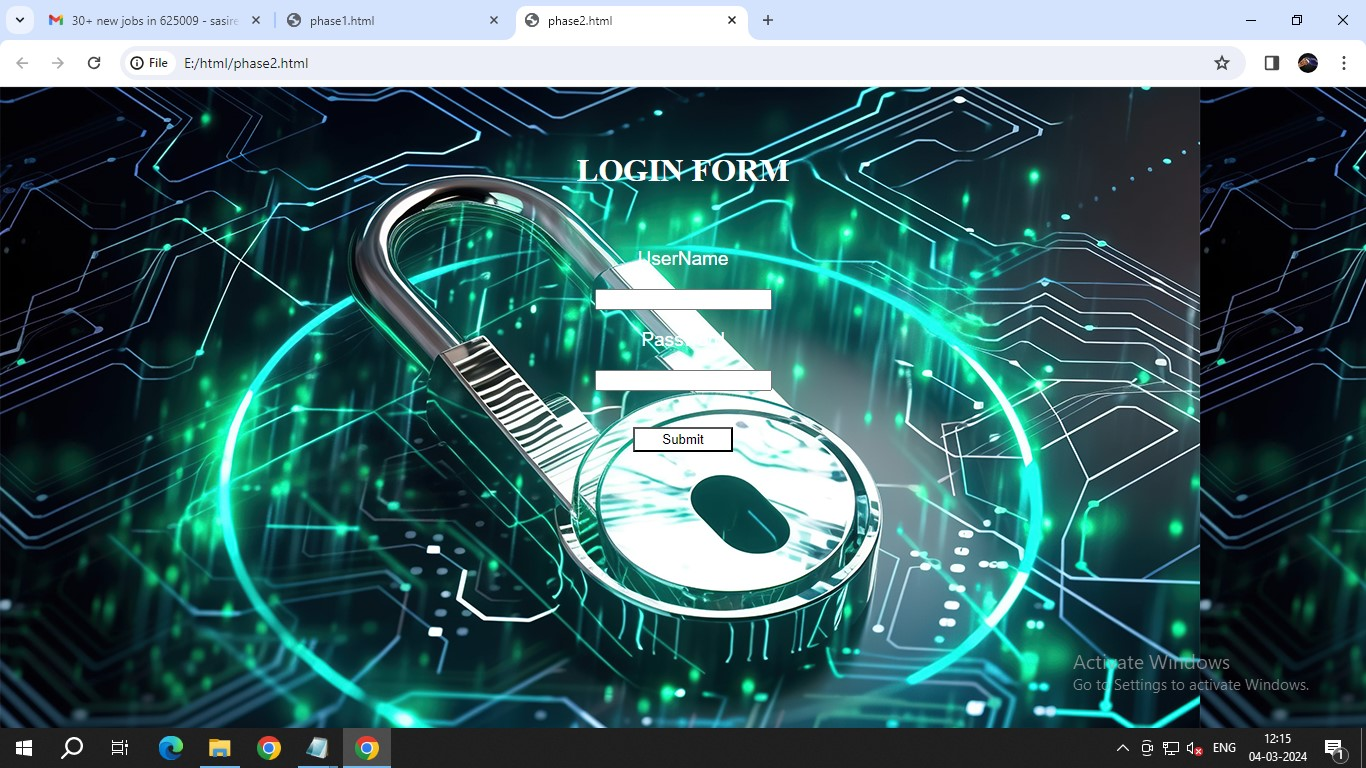 30+ new jobs in 625009 - sasire
phase1.html
phase2.html
File
E:/html/phase2.html
LOGIN FORM
UserName
Password
Submit
Activate Windows
Go to Settings to activate Windows.
ENG
12:15
04-03-2024
1